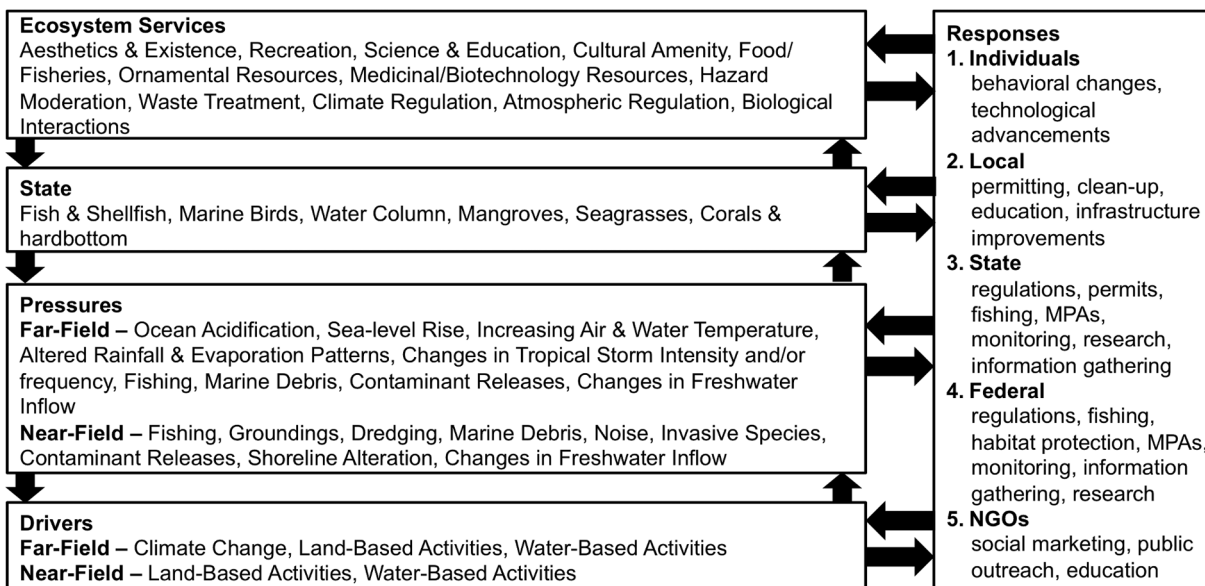 Ecosystem Services
Aesthetics & Existence, Recreation, Science & Education, Cultural Amenity, Food/
Fisheries, Ornamental Resources, Medicinal/Biotechnology Resources, Hazard
Moderation, Waste Treatment, Climate Regulation, Atmospheric Regulation, Biological
Interactions
State
Fish & Shellfish, Marine Birds, Water Column, Mangroves, Seagrasses, Corals &
hardbottom
Pressures
Far-Field – Ocean Acidification, Sea-level Rise, Increasing Air & Water Temperature,
Altered Rainfall & Evaporation Patterns, Changes in Tropical Storm Intensity and/or
frequency, Fishing, Marine Debris, Contaminant Releases, Changes in Freshwater
Inflow
Near-Field – Fishing, Groundings, Dredging, Marine Debris, Noise, Invasive Species,
Contaminant Releases, Shoreline Alteration, Changes in Freshwater Inflow
Drivers
Far-Field – Climate Change, Land-Based Activities, Water-Based Activities
Near-Field – Land-Based Activities, Water-Based Activities
Responses
1. Individuals
behavioral changes,
technological
advancements
2. Local
permitting, clean-up,
education, infrastructure
improvements
3. State
regulations, permits,
fishing, MPAs,
monitoring, research,
information gathering
4. Federal
regulations, fishing,
habitat protection, MPAs,
monitoring, information
gathering, research
5. NGOs
social marketing, public
outreach, education